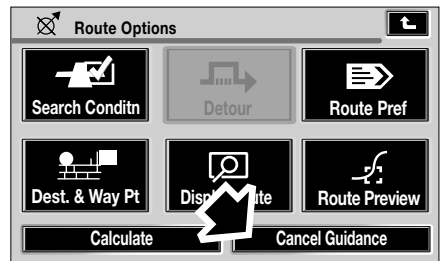 Route Options
Search Conditn
Detour
Route Pref
Dest. & Way Pt
Route Preview
Calculate
Cancel Guidance